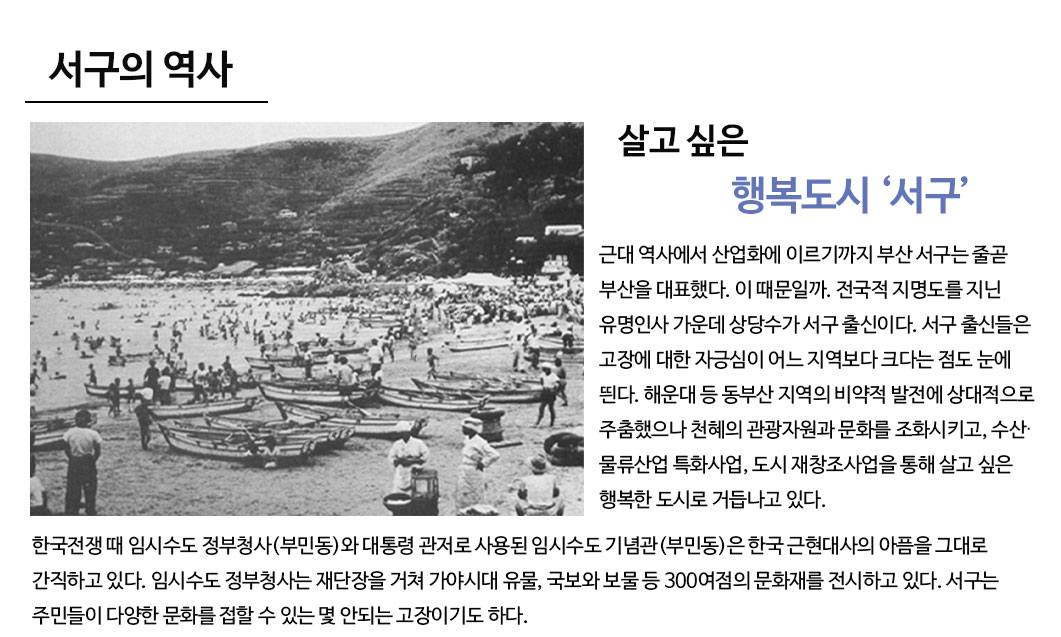 서구의 역사
살고 싶은
행복도시 ‘서구’
근대 역사에서 산업화에 이르기까지 부산 서구는 줄곧
부산을 대표했다. 이 때문일까. 전국적 지명도를 지닌
유명인사 가운데 상당수가 서구 출신이다. 서구 출신들은
고장에 대한 자긍심이 어느 지역보다 크다는 점도 눈에
띈다. 해운대 등 동부산 지역의 비약적 발전에 상대적으로
주춤했으나 천혜의 관광자원과 문화를 조화시키고, 수산·
물류산업 특화사업, 도시 재창조사업을 통해 살고 싶은
행복한 도시로 거듭나고 있다.
한국전쟁 때 임시수도 정부청사(부민동)와 대통령 관저로 사용된 임시수도 기념관(부민동)은 한국 근현대사의 아픔을 그대로
간직하고 있다. 임시수도 정부청사는 재단장을 거쳐 가야시대 유물, 국보와 보물 등 300여점의 문화재를 전시하고 있다. 서구는
주민들이 다양한 문화를 접할 수 있는 몇 안되는 고장이기도 하다.